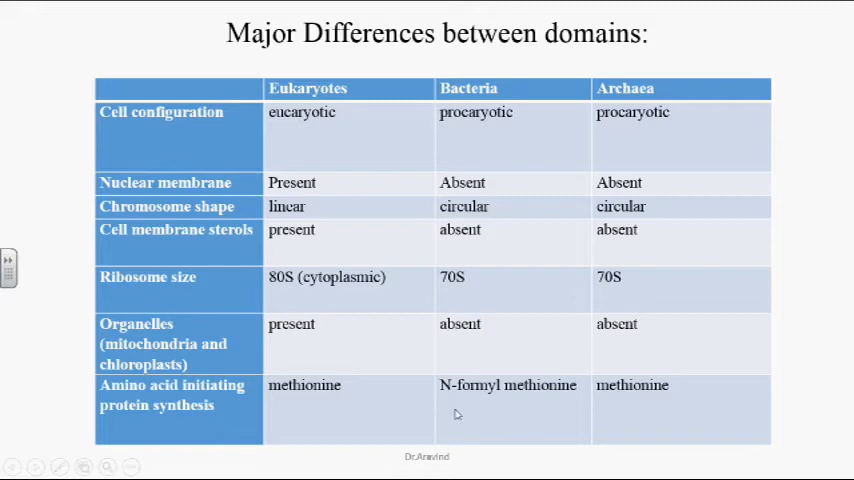 Major Differences between domains:
Eukaryotes Bacteria Archaea
Cell configuration eucaryotic procaryotic procaryotic
Nuclear membrane Present Absent Absent
Chromosome shape linear circular circular
Cell membrane sterols present absent absent
Ribosome size 80S (cytoplasmic) 70S 70S
Organelles present absent absent
(mitochondria and
chloroplasts)
Amino acid initiating methionine N-formyl methionine methionine
protein synthesis
Dr.Aravind